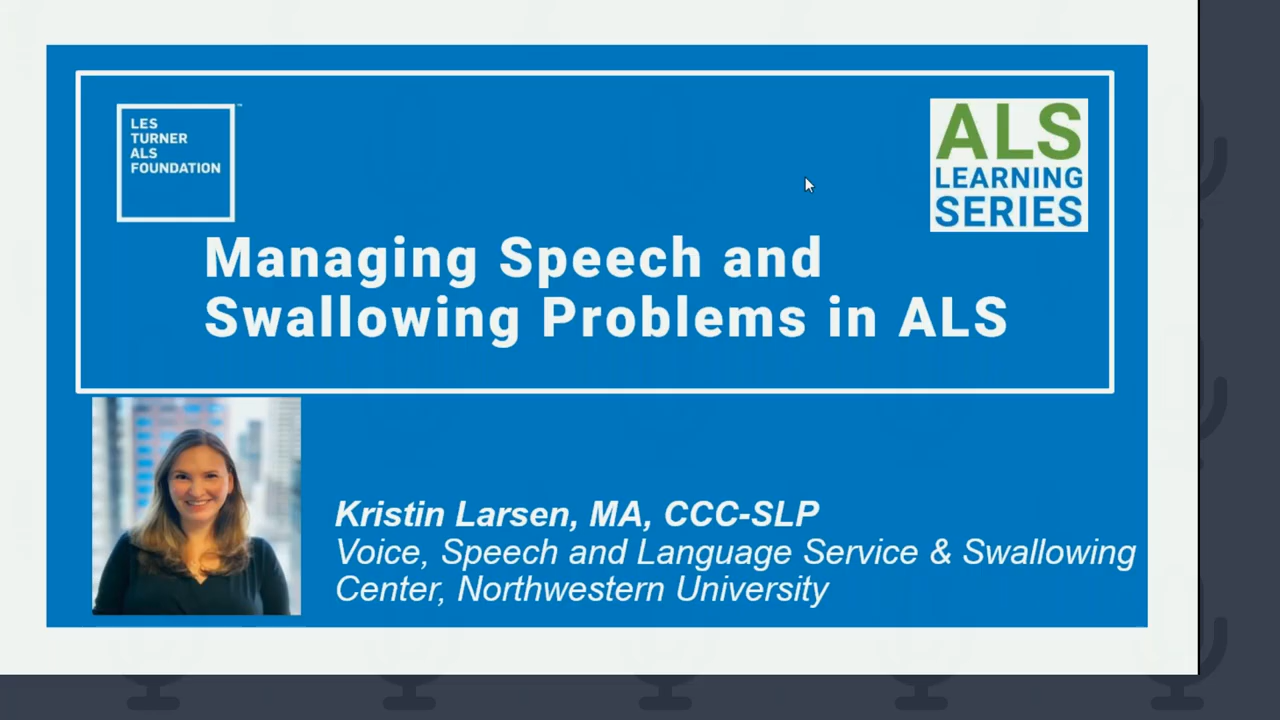 LES
TURNER
ALS
FOUNDATION
™
ALS
LEARNING
SERIES
Managing Speech and
Swallowing Problems in ALS
Kristin Larsen, MA, CCC-SLP
Voice, Speech and Language Service & Swallowing
Center, Northwestern University